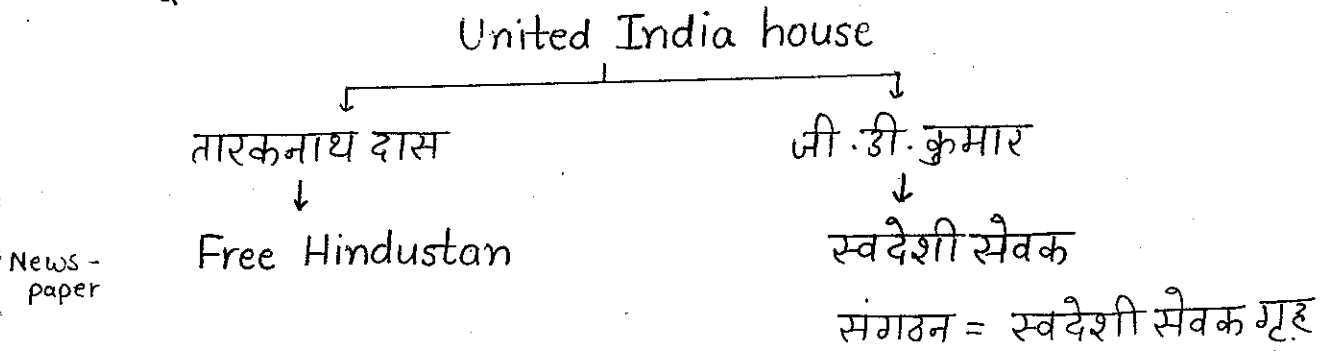 United India house
तारकनाथ दास
जी.डी. कुमार
Free Hindustan
स्वदेशी सेवक
News-
paper
संगठन = स्वदेशी सेवक गृह